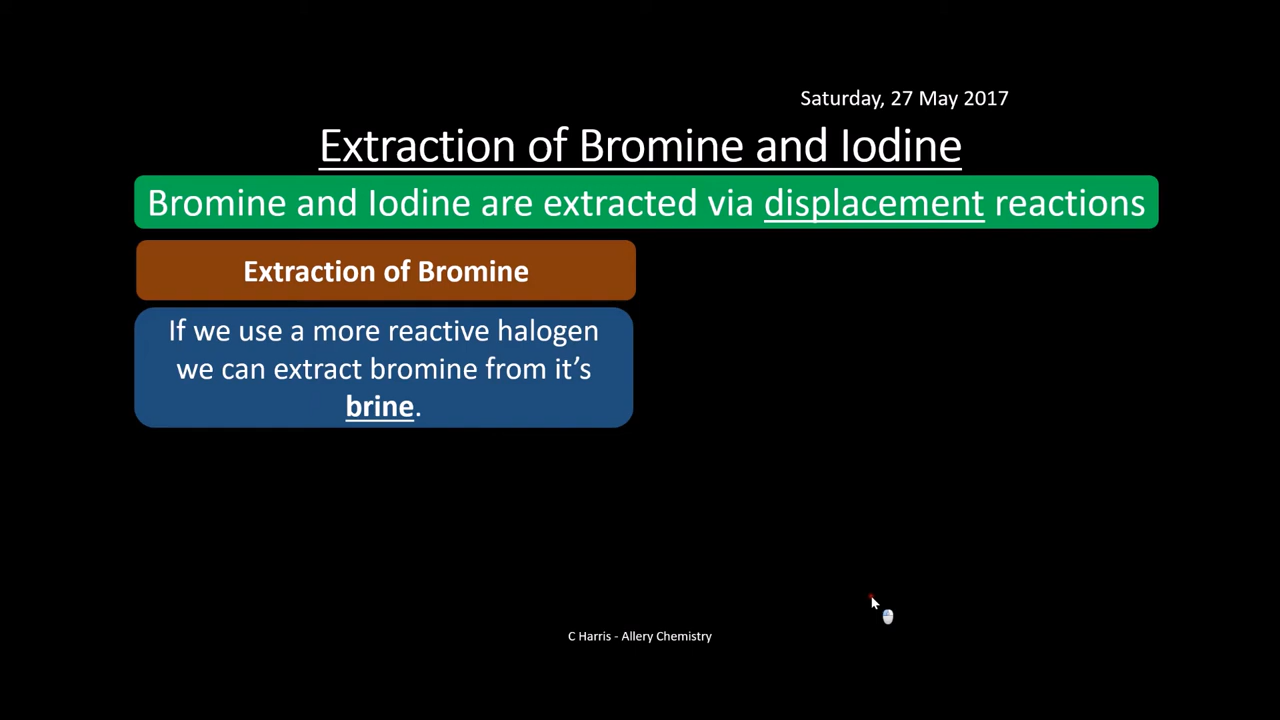 Saturday, 27 May 2017
Extraction of Bromine and Iodine
Bromine and Iodine are extracted via displacement reactions
Extraction of Bromine
If we use a more reactive halogen
we can extract bromine from it’s
brine.
C Harris - Allery Chemistry